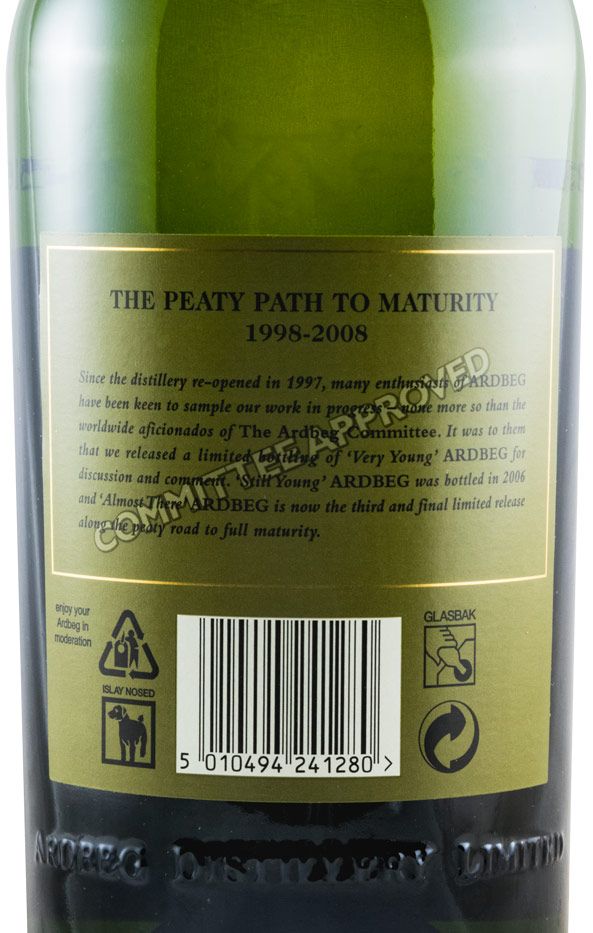 THE PEATY PATH TO MATURITY
1998-2008
Since the distillery re-opened in 1997, many enthusiasts of ARDBEG
have been keen to sample our work in progress - none more so than the
worldwide aficionados of The Ardbeg Committee. It was to them
that we released a limited bottling of 'Very Young' ARDBEG for
discussion and comment. 'Still Young' ARDBEG was bottled in 2006
and 'Almost There' ARDBEG is now the third and final limited release
along the peaty road to full maturity.
COMMITTEE APPROVED
enjoy your
Ardbeg in
moderation
ISLAY NOSED
5 010494 241280 >
GLASBAK
ARDBEG DISTILLERY LIMITED